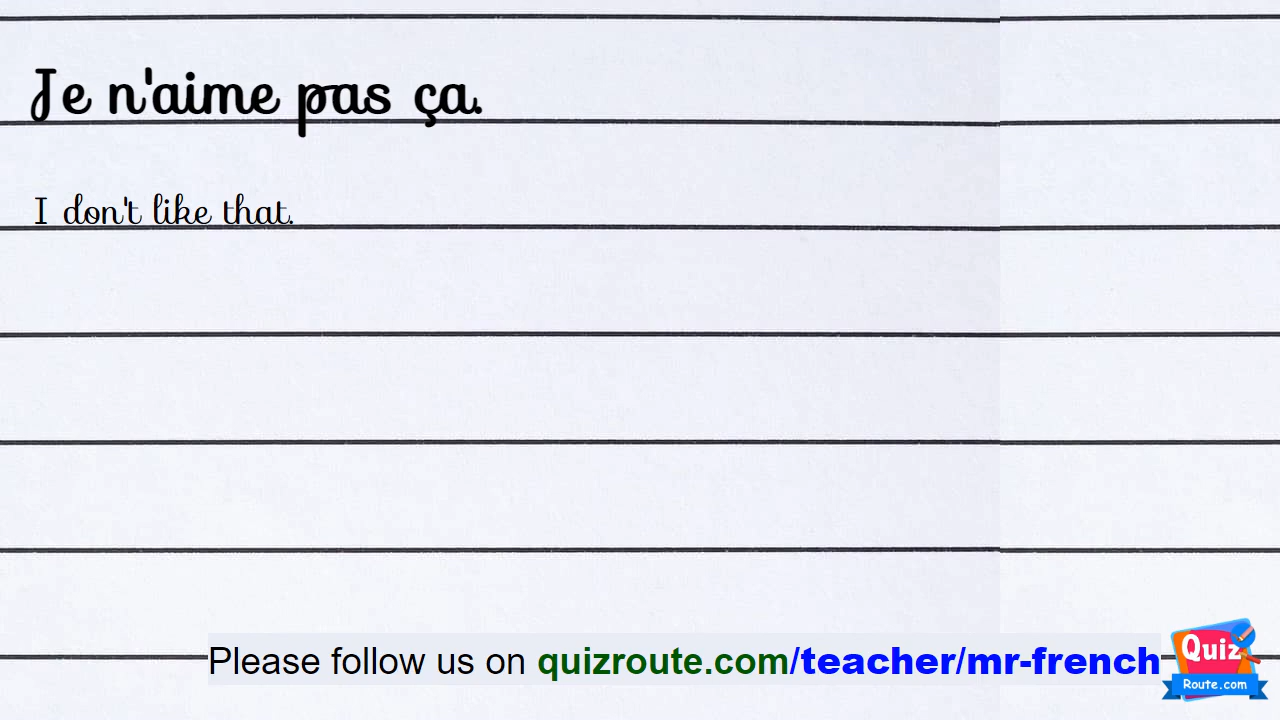 Je n'aime pas ça.
I don't like that.
Please follow us on quizroute.com/teacher/mr-french
Quiz
Route.com